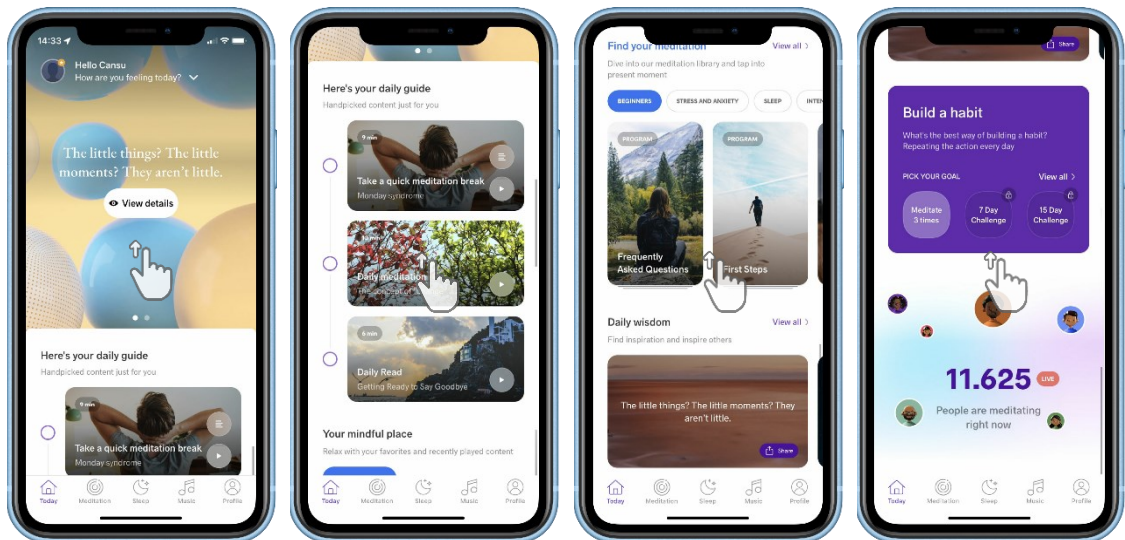 14:33
Hello Cansu
How are you feeling today?
The little things? The little
moments? They aren't little.
View details
Here's your daily guide
Handpicked content just for you
9 min
Take a quick meditation break
Monday syndrome
Today
Meditation
Sleep
Music
Profile
Here's your daily guide
Handpicked content just for you
9 min
Take a quick meditation break
Monday syndrome
min
Daily meditation
The concept of
6 min
Daily Read
Getting Ready to Say Goodbye
Your mindful place
Relax with your favorites and recently played content
Today
Meditation
Sleep
Music
Profile
Find your meditation
View all
Dive into our meditation library and tap into
present moment
BEGINNERS
STRESS AND ANXIETY
SLEEP
INTEN
PROGRAM
PROGRAM
Frequently
Asked Questions
First Steps
Daily wisdom
View all
Find inspiration and inspire others
The little things? The little moments? They
aren't little.
Share
Today
Meditation
Sleep
Music
Profile
Share
Build a habit
What's the best way of building a habit?
Repeating the action every day
PICK YOUR GOAL
View all
Meditate
3 times
7 Day
Challenge
15 Day
Challenge
11.625
LIVE
People are meditating
right now
Today
Meditation
Sleep
Music
Profile